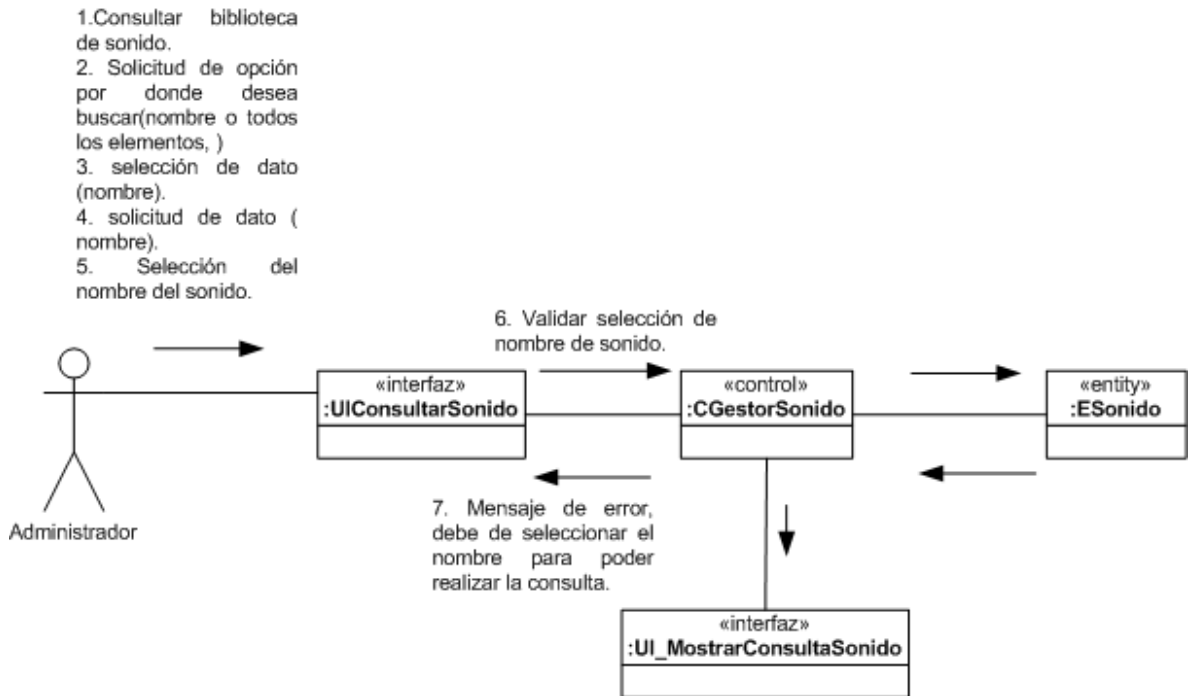 1.Consultar biblioteca
de sonido.
2. Solicitud de opción
por donde desea
buscar(nombre o todos
los elementos, )
3. selección de dato
(nombre).
4. solicitud de dato (
nombre).
5. Selección del
nombre del sonido.
6. Validar selección de
nombre de sonido.
«interfaz»
:UIConsultarSonido
«control»
:CGestorSonido
«entity»
:ESonido
Administrador
7. Mensaje de error,
debe de seleccionar el
nombre para poder
realizar la consulta.
«interfaz»
:UI_MostrarConsultaSonido